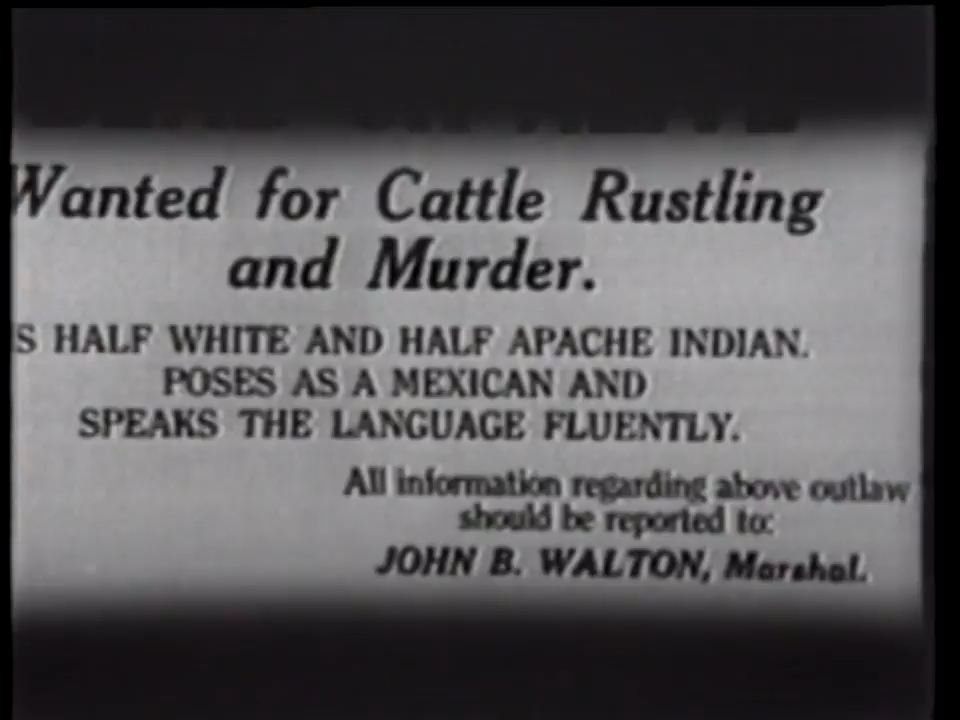 Wanted for Cattle Rustling
and Murder.
S HALF WHITE AND HALF APACHE INDIAN.
POSES AS A MEXICAN AND
SPEAKS THE LANGUAGE FLUENTLY.
All information regarding above outlaw
should be reported to:
JOHN B. WALTON, Marshal.